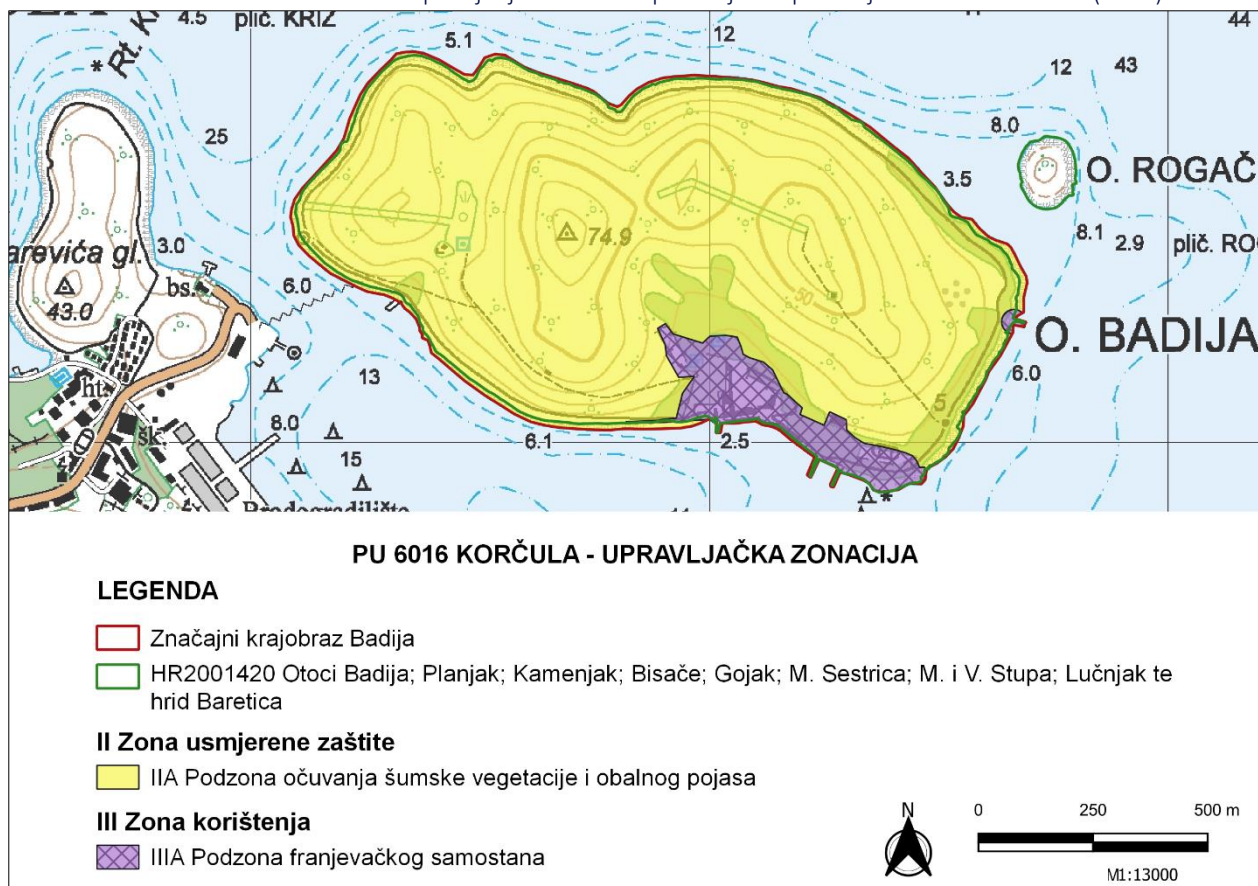 4.5
plič. KRIŽ
5.1
12
44
* Rt. K
12
43
25
8.0
3.5
O. ROGAČ
8.1
2.9
plič. RO
arevića gl.
3.0
74.9
bs.
6.0
43.0
50
O. BADIJA
ht.
13
6.0
5
šk.
8.0
6.1
2.5
15
Brodogradilište
PU 6016 KORČULA - UPRAVLJAČKA ZONACIJA
LEGENDA
Značajni krajobraz Badija
HR2001420 Otoci Badija; Planjak; Kamenjak; Bisače; Gojak; M. Sestrica; M. i V. Stupa; Lučnjak te
hrid Baretica
II Zona usmjerene zaštite
IIA Podzona očuvanja šumske vegetacije i obalnog pojasa
III Zona korištenja
IIIA Podzona franjevačkog samostana
N
0 250 500 m
M1:13000